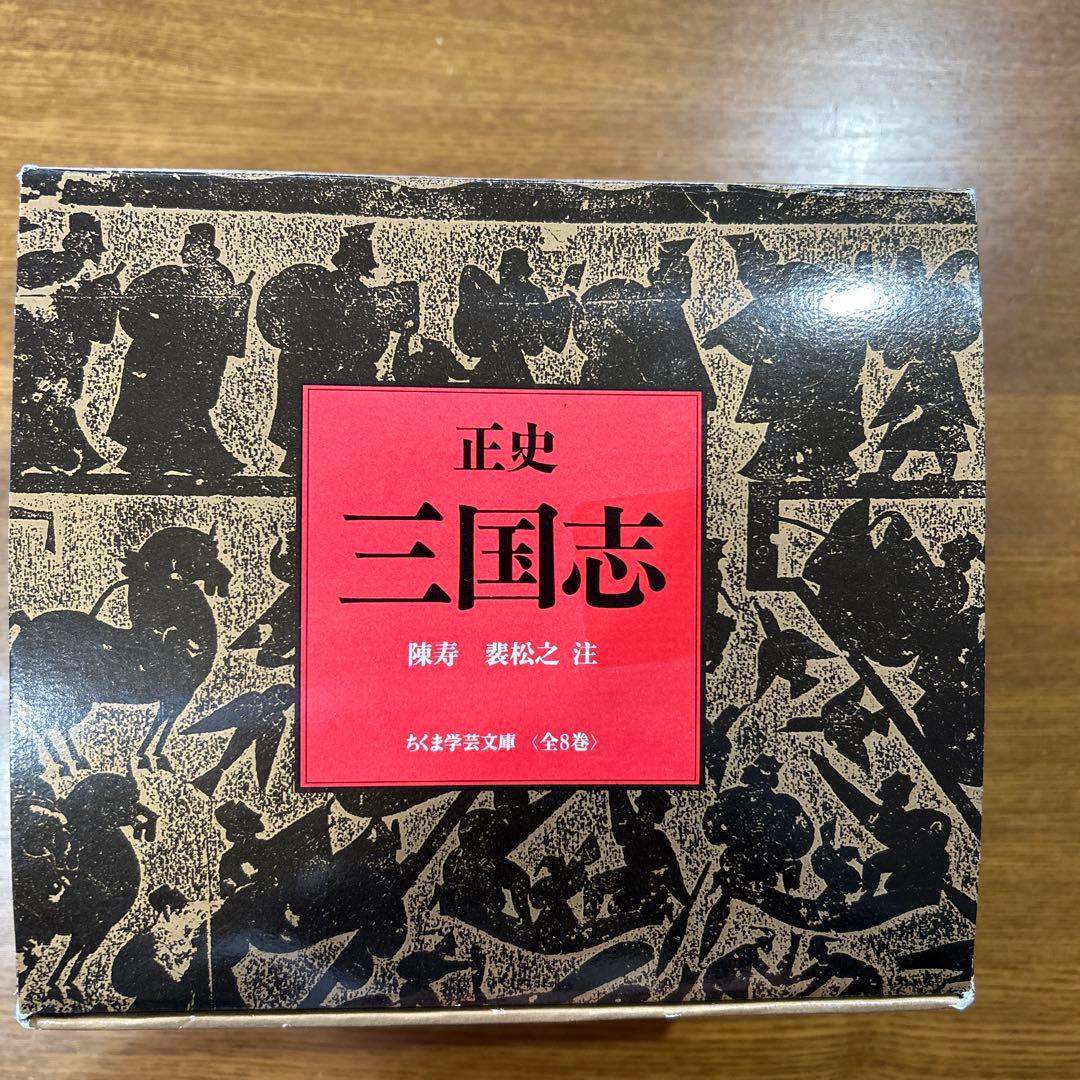 正史
三国志
陳寿 裴松之 注
ちくま学芸文庫〈全8巻〉